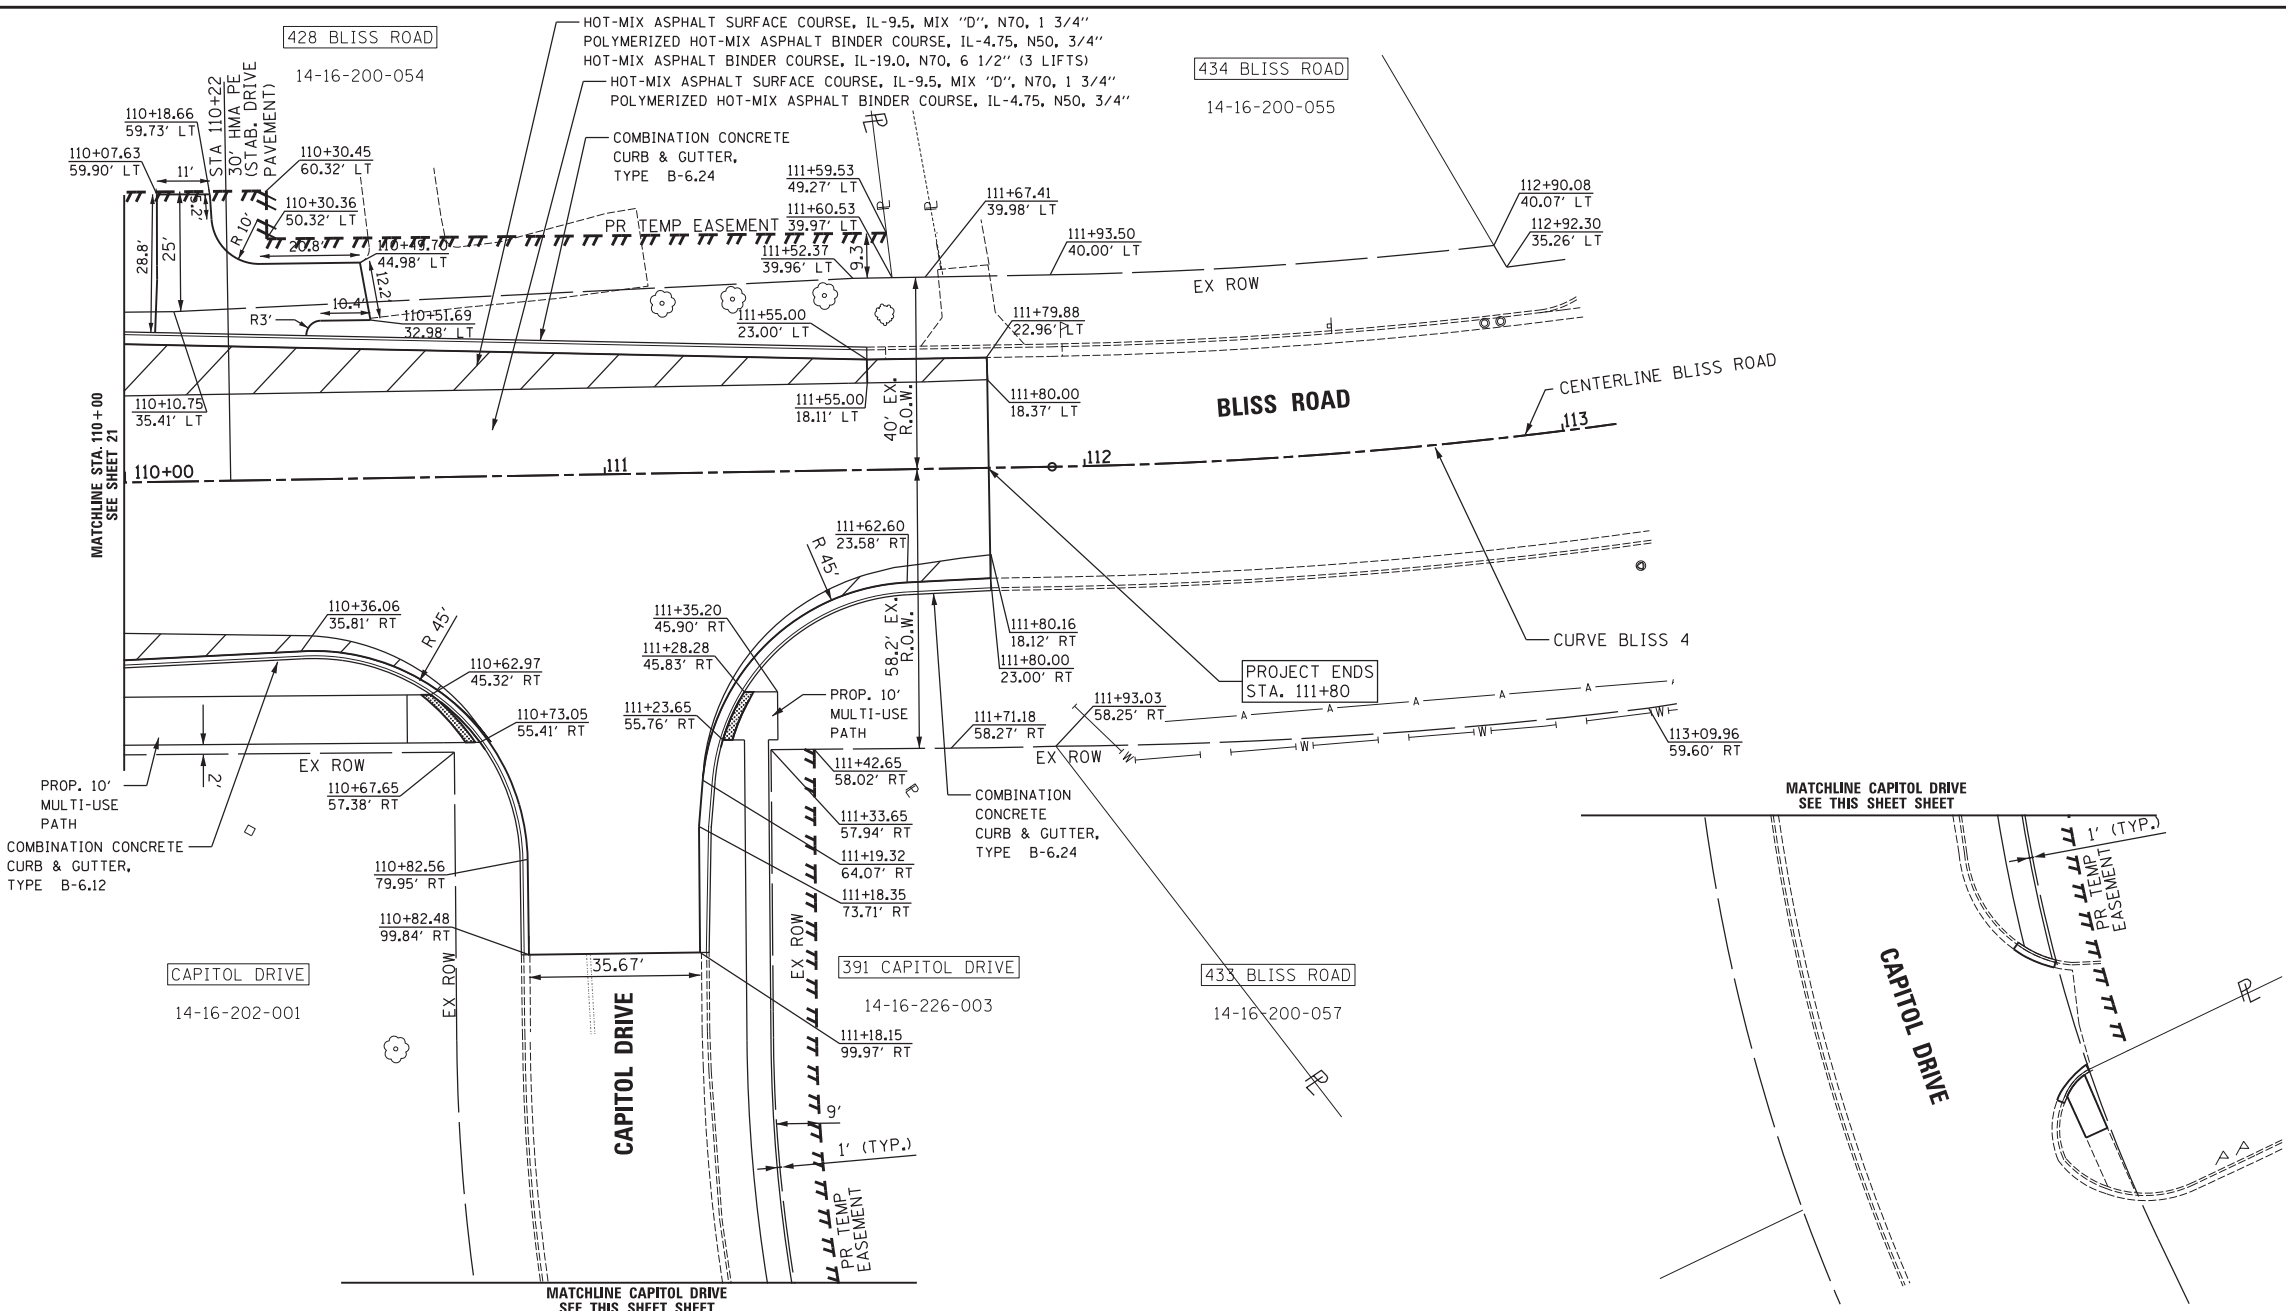 HOT-MIX ASPHALT SURFACE COURSE, IL-9.5, MIX "D", N70, 1 3/4"
POLYMERIZED HOT-MIX ASPHALT BINDER COURSE, IL-4.75, N50, 3/4"
HOT-MIX ASPHALT BINDER COURSE, IL-19.0, N70, 6 1/2" (3 LIFTS)
HOT-MIX ASPHALT SURFACE COURSE, IL-9.5, MIX "D", N70, 1 3/4"
POLYMERIZED HOT-MIX ASPHALT BINDER COURSE, IL-4.75, N50, 3/4"
428 BLISS ROAD
14-16-200-054
434 BLISS ROAD
14-16-200-055
STA 110+22
30' HMA PE
(STAB. DRIVE
PAVEMENT)
COMBINATION CONCRETE
CURB & GUTTER,
TYPE B-6.24
110+18.66
59.73' LT
110+07.63
59.90' LT
11'
110+30.45
60.32' LT
110+30.36
50.32' LT
5.2'
R 10'
28.8'
25'
20.8'
110+49.70
44.98' LT
12.2'
10.4'
R3'
110+51.69
32.98' LT
110+10.75
35.41' LT
PR TEMP EASEMENT
111+59.53
49.27' LT
111+60.53
39.97' LT
111+52.37
39.96' LT
9.3'
111+67.41
39.98' LT
111+93.50
40.00' LT
112+90.08
40.07' LT
112+92.30
35.26' LT
EX ROW
111+55.00
23.00' LT
111+79.88
22.96' LT
111+55.00
18.11' LT
111+80.00
18.37' LT
40' EX.
R.O.W.
BLISS ROAD
CENTERLINE BLISS ROAD
MATCHLINE STA. 110+00
SEE SHEET 21
110+00
111
112
113
111+62.60
23.58' RT
R 45'
58.2' EX.
R.O.W.
110+36.06
35.81' RT
R 45'
110+62.97
45.32' RT
110+73.05
55.41' RT
111+35.20
45.90' RT
111+28.28
45.83' RT
111+23.65
55.76' RT
PROP. 10'
MULTI-USE
PATH
111+80.16
18.12' RT
111+80.00
23.00' RT
PROJECT ENDS
STA. 111+80
CURVE BLISS 4
A A A A A
111+93.03
58.25' RT
111+71.18
58.27' RT
EX ROW
W W W W
113+09.96
59.60' RT
EX ROW
2'
110+67.65
57.38' RT
PROP. 10'
MULTI-USE
PATH
COMBINATION CONCRETE
CURB & GUTTER,
TYPE B-6.12
111+42.65
58.02' RT
111+33.65
57.94' RT
111+19.32
64.07' RT
111+18.35
73.71' RT
COMBINATION
CONCRETE
CURB & GUTTER,
TYPE B-6.24
110+82.56
79.95' RT
110+82.48
99.84' RT
35.67'
CAPITOL DRIVE
14-16-202-001
EX ROW
CAPITOL DRIVE
EX ROW
391 CAPITOL DRIVE
14-16-226-003
433 BLISS ROAD
14-16-200-057
111+18.15
99.97' RT
9'
1' (TYP.)
PR TEMP
EASEMENT
PL
MATCHLINE CAPITOL DRIVE
SEE THIS SHEET SHEET
MATCHLINE CAPITOL DRIVE
SEE THIS SHEET SHEET
1' (TYP.)
PR TEMP
EASEMENT
CAPITOL DRIVE
PL